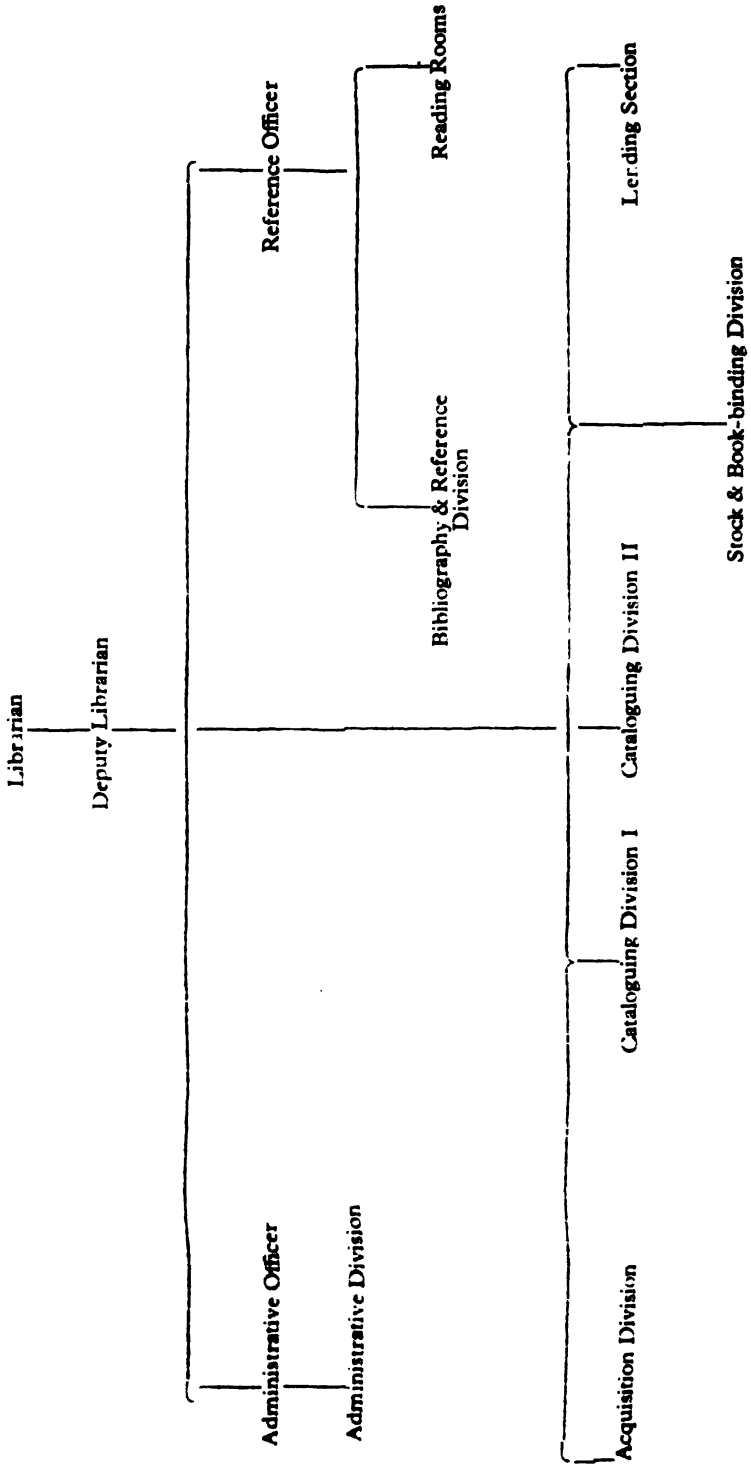 Librarian
Deputy Librarian
Administrative Officer
Reference Officer
Administrative Division
Bibliography & Reference
Division
Reading Rooms
Acquisition Division
Cataloguing Division I
Cataloguing Division II
Lending Section
Stock & Book-binding Division